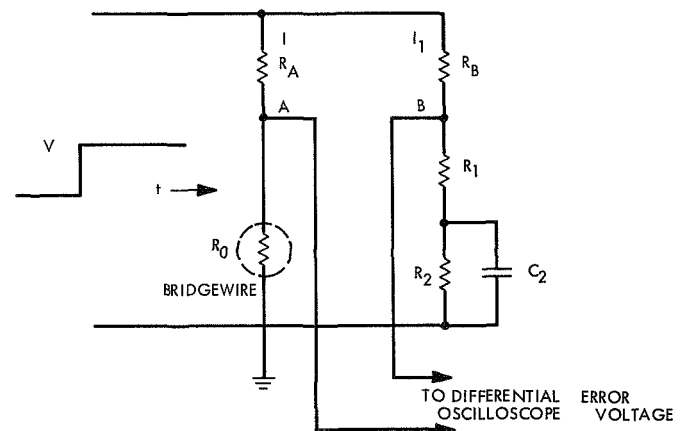 I
I1
RA
RB
A
B
V
R1
t
R0
R2
C2
BRIDGEWIRE
TO DIFFERENTIAL ERROR
OSCILLOSCOPE VOLTAGE